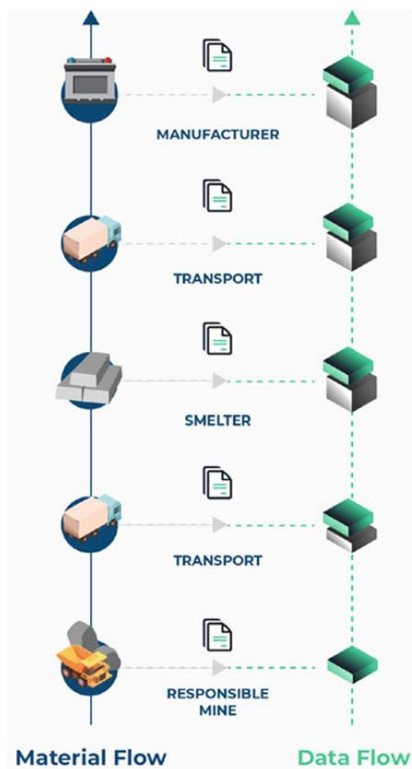 MANUFACTURER
TRANSPORT
SMELTER
TRANSPORT
RESPONSIBLE
MINE
Material Flow
Data Flow